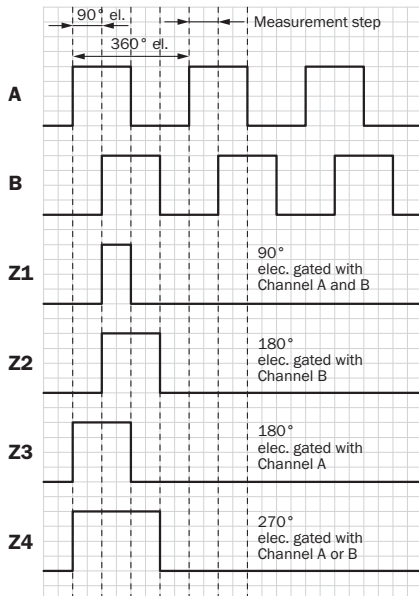 90° el.
Measurement step
360° el.
A
B
Z1
90°
elec. gated with
Channel A and B
Z2
180°
elec. gated with
Channel B
Z3
180°
elec. gated with
Channel A
Z4
270°
elec. gated with
Channel A or B